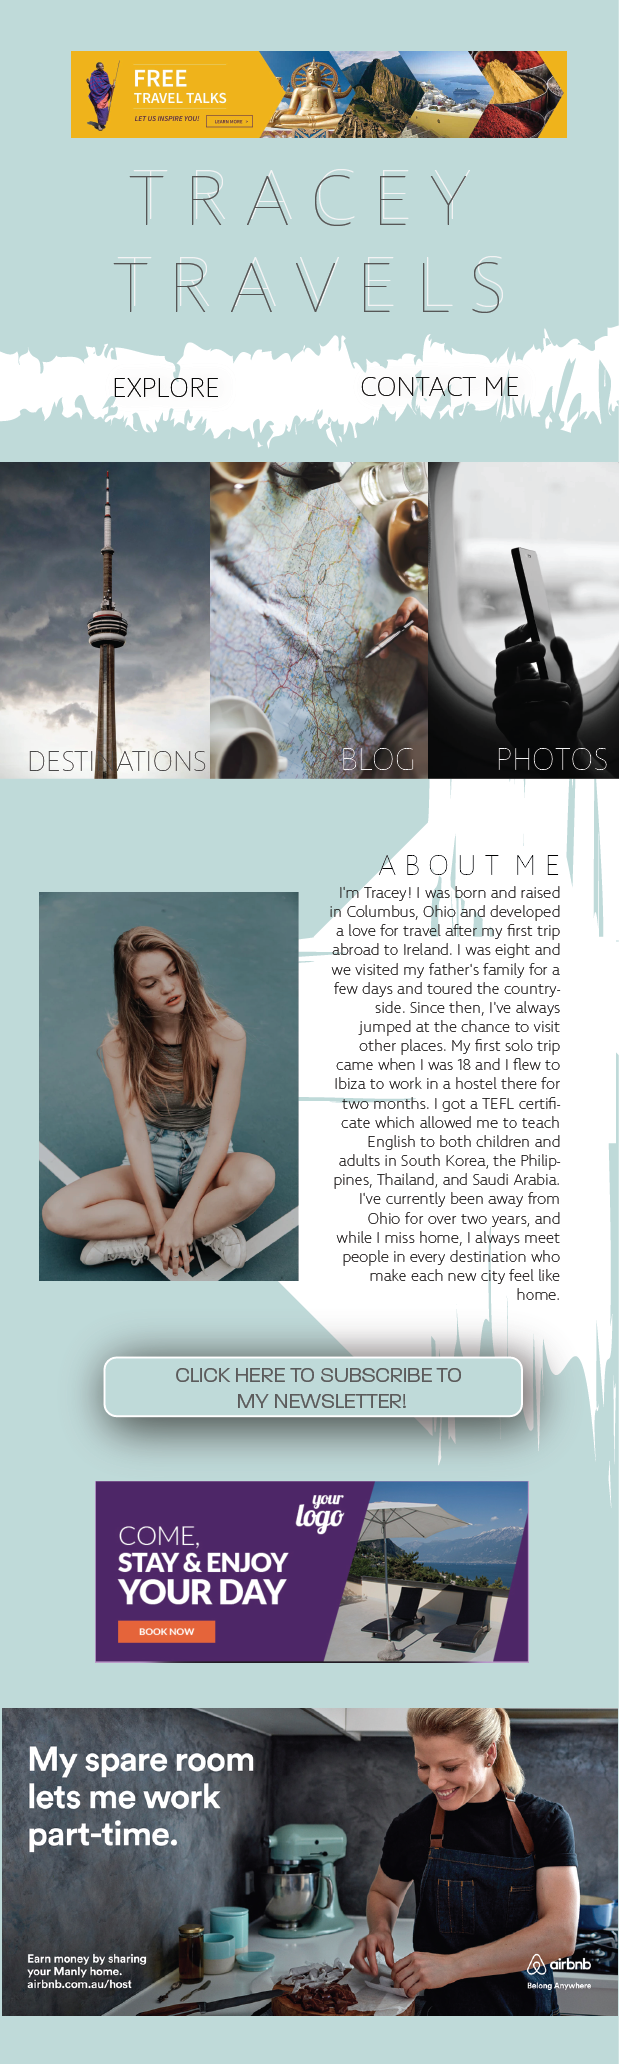 FREE
TRAVEL TALKS
LET US INSPIRE YOU!
LEARN MORE >
TRACEY
TRAVELS
EXPLORE
CONTACT ME
DESTINATIONS
BLOG
PHOTOS
ABOUT ME
I'm Tracey! I was born and raised
in Columbus, Ohio and developed
a love for travel after my first trip
abroad to Ireland. I was eight and
we visited my father's family for a
few days and toured the country-
side. Since then, I've always
jumped at the chance to visit
other places. My first solo trip
came when I was 18 and I flew to
Ibiza to work in a hostel there for
two months. I got a TEFL certifi-
cate which allowed me to teach
English to both children and
adults in South Korea, the Philip-
pines, Thailand, and Saudi Arabia.
I've currently been away from
Ohio for over two years, and
while I miss home, I always meet
people in every destination who
make each new city feel like
home.
CLICK HERE TO SUBSCRIBE TO
MY NEWSLETTER!
your
logo
COME,
STAY & ENJOY
YOUR DAY
BOOK NOW
My spare room
lets me work
part-time.
Earn money by sharing
your Manly home.
airbnb.com.au/host
airbnb
Belong Anywhere